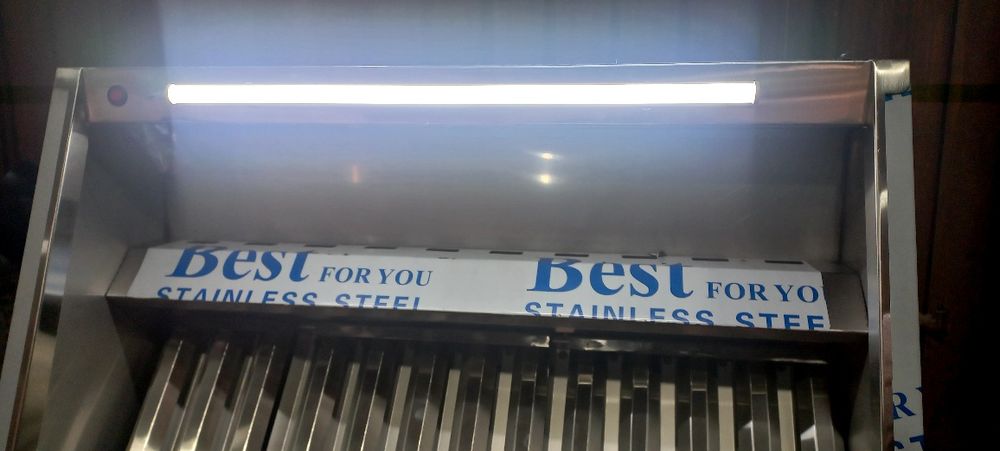 Best FOR YOU
STAINLESS STEEL
Best FOR YO
STAINLESS STEE
R Y